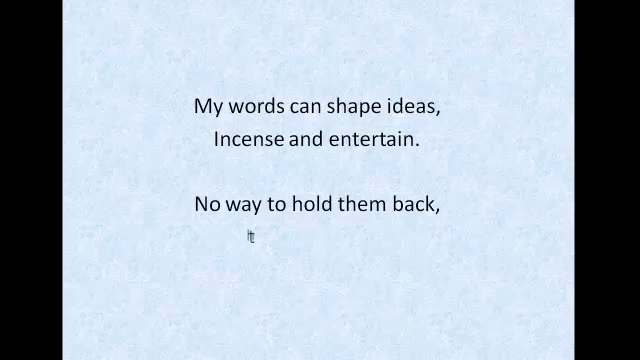 My words can shape ideas,
Incense and entertain.
No way to hold them back,